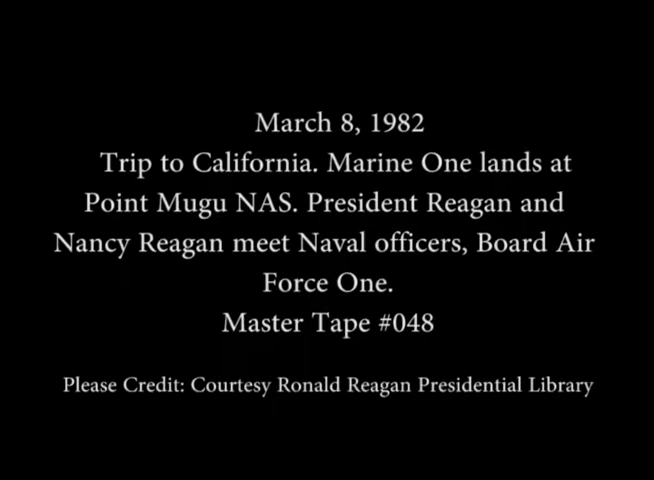 March 8, 1982
Trip to California. Marine One lands at
Point Mugu NAS. President Reagan and
Nancy Reagan meet Naval officers, Board Air
Force One.
Master Tape #048
Please Credit: Courtesy Ronald Reagan Presidential Library